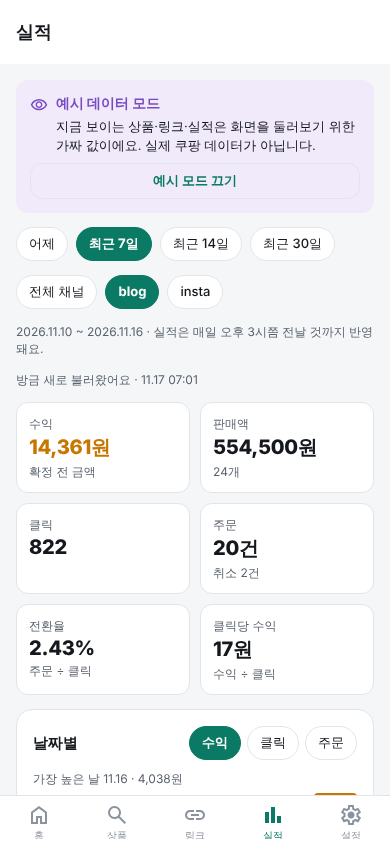 실적
예시 데이터 모드
지금 보이는 상품·링크·실적은 화면을 둘러보기 위한
가짜 값이에요. 실제 쿠팡 데이터가 아닙니다.
예시 모드 끄기
어제
최근 7일
최근 14일
최근 30일
전체 채널
blog
insta
2026.11.10 ~ 2026.11.16 · 실적은 매일 오후 3시쯤 전날 것까지 반영
돼요.
방금 새로 불러왔어요 · 11.17 07:01
수익
14,361원
확정 전 금액
판매액
554,500원
24개
클릭
822
주문
20건
취소 2건
전환율
2.43%
주문 ÷ 클릭
클릭당 수익
17원
수익 ÷ 클릭
날짜별
수익
클릭
주문
가장 높은 날 11.16 · 4,038원
홈
상품
링크
실적
설정